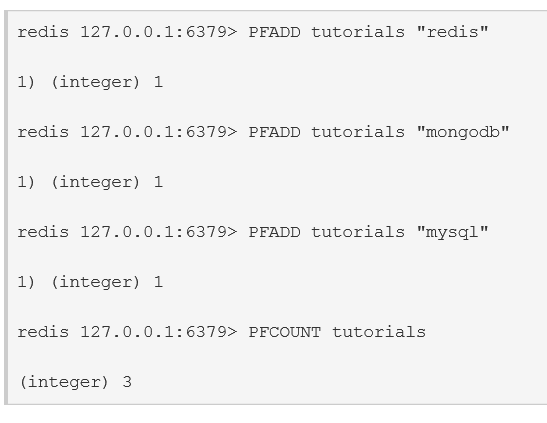 redis 127.0.0.1:6379> PFADD tutorials "redis"
1) (integer) 1
redis 127.0.0.1:6379> PFADD tutorials "mongodb"
1) (integer) 1
redis 127.0.0.1:6379> PFADD tutorials "mysql"
1) (integer) 1
redis 127.0.0.1:6379> PFCOUNT tutorials
(integer) 3